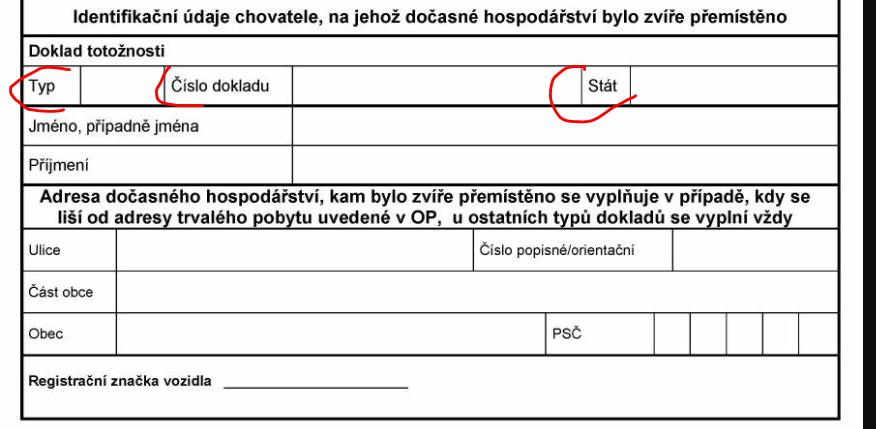 Identifikační údaje chovatele, na jehož dočasné hospodářství bylo zvíře přemístěno
Doklad totožnosti
Typ Číslo dokladu Stát
Jméno, případně jména
Příjmení
Adresa dočasného hospodářství, kam bylo zvíře přemístěno se vyplňuje v případě, kdy se
liší od adresy trvalého pobytu uvedené v OP, u ostatních typů dokladů se vyplní vždy
Ulice Číslo popisné/orientační
Část obce
Obec PSČ
Registrační značka vozidla